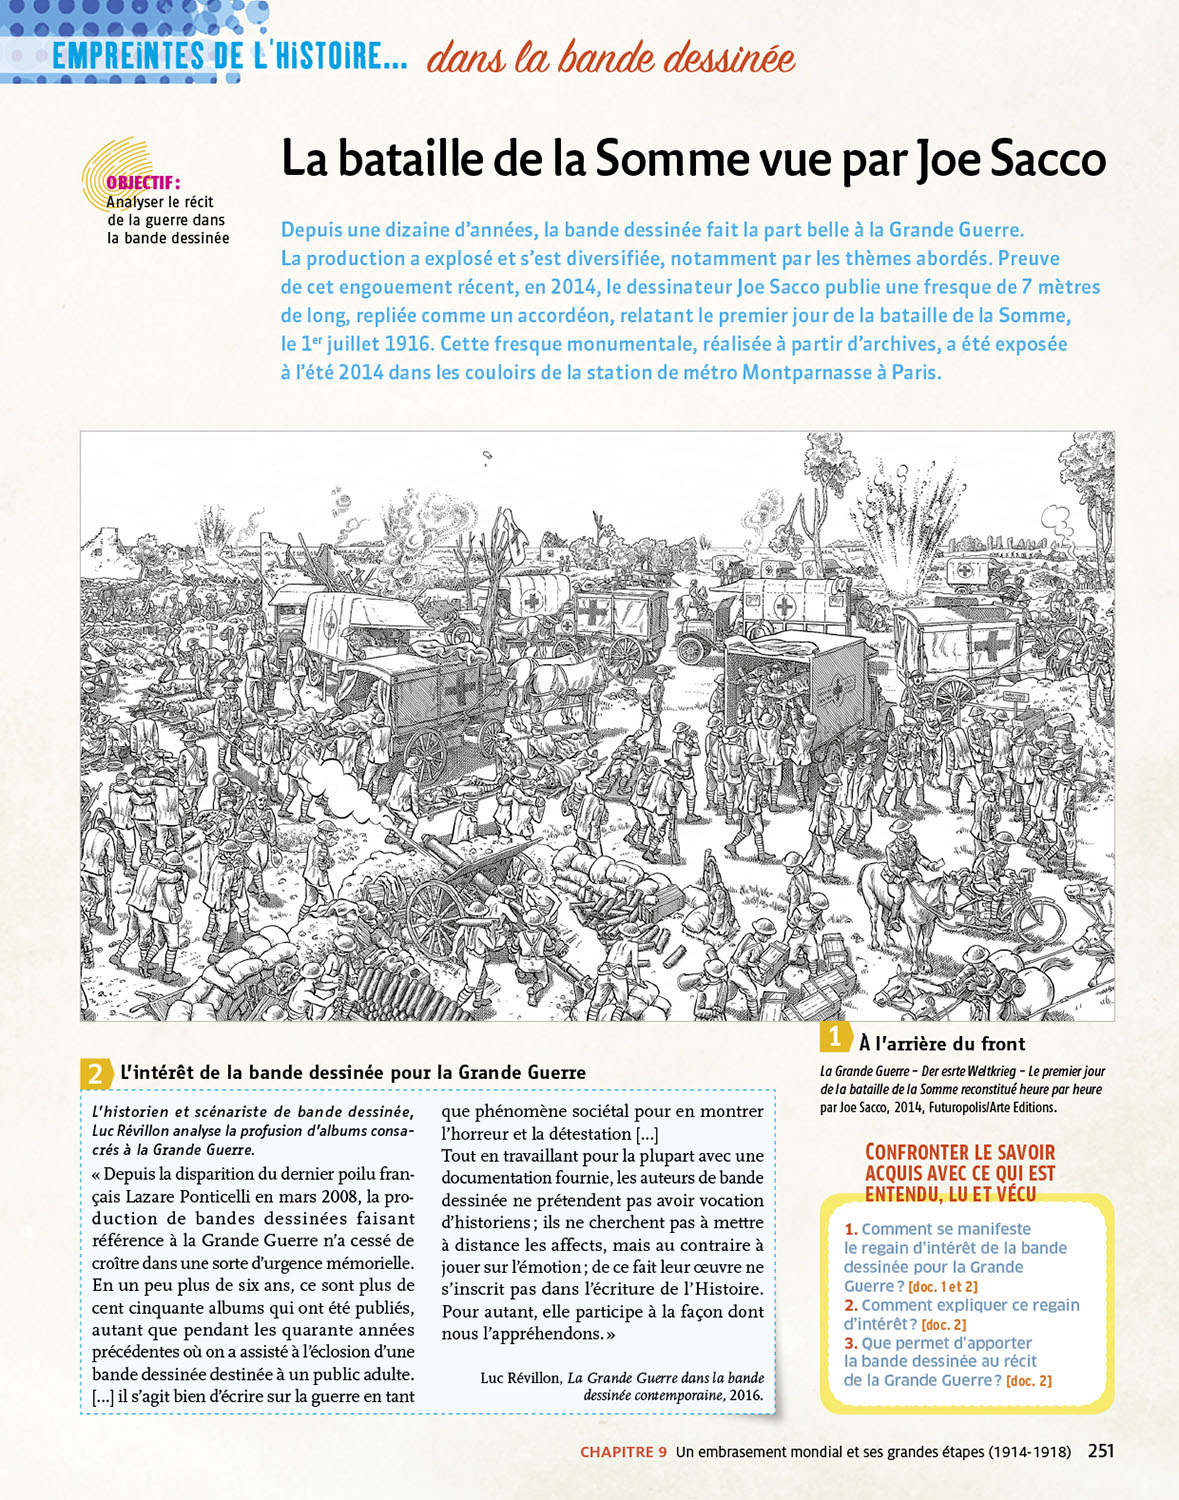 EMPREINTES DE L'HISTOIRE... dans la bande dessinée
OBJECTIF :
Analyser le récit
de la guerre dans
la bande dessinée
La bataille de la Somme vue par Joe Sacco
Depuis une dizaine d'années, la bande dessinée fait la part belle à la Grande Guerre.
La production a explosé et s'est diversifiée, notamment par les thèmes abordés. Preuve
de cet engouement récent, en 2014, le dessinateur Joe Sacco publie une fresque de 7 mètres
de long, repliée comme un accordéon, relatant le premier jour de la bataille de la Somme,
le 1er juillet 1916. Cette fresque monumentale, réalisée à partir d'archives, a été exposée
à l'été 2014 dans les couloirs de la station de métro Montparnasse à Paris.
1 À l'arrière du front
La Grande Guerre – Der esrte Weltkrieg – Le premier jour
de la bataille de la Somme reconstitué heure par heure
par Joe Sacco, 2014, Futuropolis/Arte Editions.
2 L'intérêt de la bande dessinée pour la Grande Guerre
L'historien et scénariste de bande dessinée,
Luc Révillon analyse la profusion d'albums consa-
crés à la Grande Guerre.
« Depuis la disparition du dernier poilu fran-
çais Lazare Ponticelli en mars 2008, la pro-
duction de bandes dessinées faisant
référence à la Grande Guerre n'a cessé de
croître dans une sorte d'urgence mémorielle.
En un peu plus de six ans, ce sont plus de
cent cinquante albums qui ont été publiés,
autant que pendant les quarante années
précédentes où on a assisté à l'éclosion d'une
bande dessinée destinée à un public adulte.
[...] il s'agit bien d'écrire sur la guerre en tant
que phénomène sociétal pour en montrer
l'horreur et la détestation [...]
Tout en travaillant pour la plupart avec une
documentation fournie, les auteurs de bande
dessinée ne prétendent pas avoir vocation
d'historiens ; ils ne cherchent pas à mettre
à distance les affects, mais au contraire à
jouer sur l'émotion ; de ce fait leur œuvre ne
s'inscrit pas dans l'écriture de l'Histoire.
Pour autant, elle participe à la façon dont
nous l'appréhendons. »
Luc Révillon, La Grande Guerre dans la bande
dessinée contemporaine, 2016.
CONFRONTER LE SAVOIR
ACQUIS AVEC CE QUI EST
ENTENDU, LU ET VÉCU
1. Comment se manifeste
le regain d'intérêt de la bande
dessinée pour la Grande
Guerre ? [doc. 1 et 2]
2. Comment expliquer ce regain
d'intérêt ? [doc. 2]
3. Que permet d'apporter
la bande dessinée au récit
de la Grande Guerre ? [doc. 2]
CHAPITRE 9 Un embrasement mondial et ses grandes étapes (1914-1918) 251